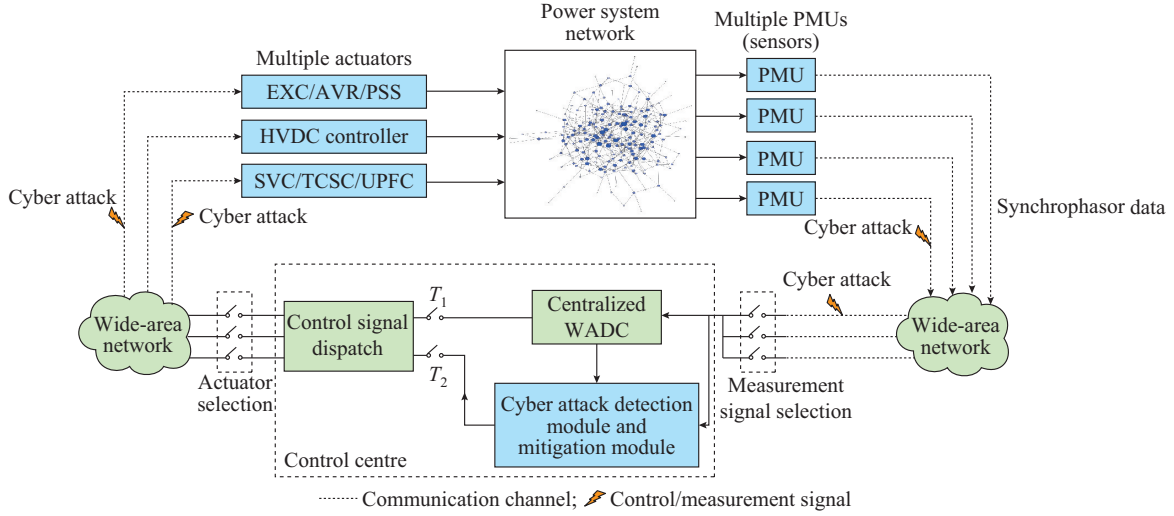 Power system
network
Multiple PMUs
(sensors)
Multiple actuators
EXC/AVR/PSS
HVDC controller
SVC/TCSC/UPFC
PMU
PMU
PMU
PMU
Cyber attack
Cyber attack
Cyber attack
Synchrophasor data
Cyber attack
Wide-area
network
Control signal
dispatch
T1
T2
Centralized
WADC
Wide-area
network
Actuator
selection
Measurement
signal selection
Cyber attack detection
module and
mitigation module
Control centre
Communication channel; Control/measurement signal